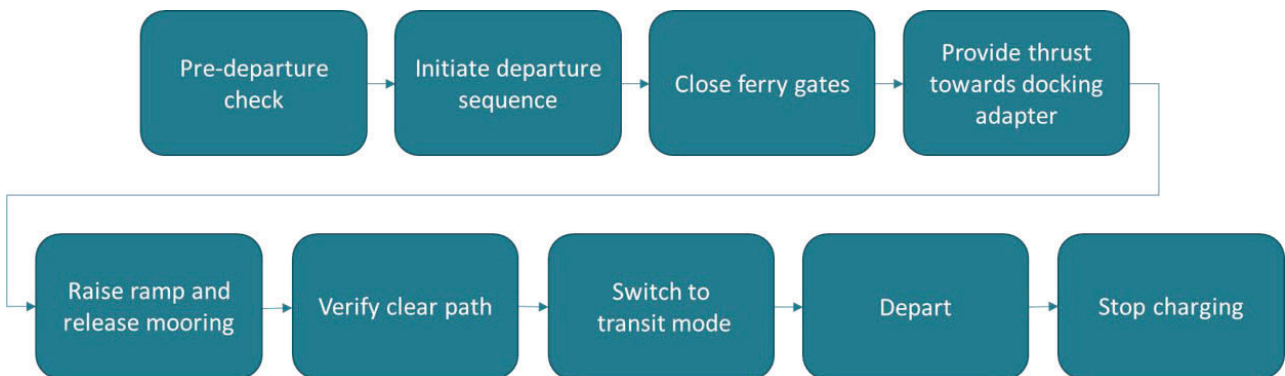 Pre-departure
check
Initiate departure
sequence
Close ferry gates
Provide thrust
towards docking
adapter
Raise ramp and
release mooring
Verify clear path
Switch to
transit mode
Depart
Stop charging